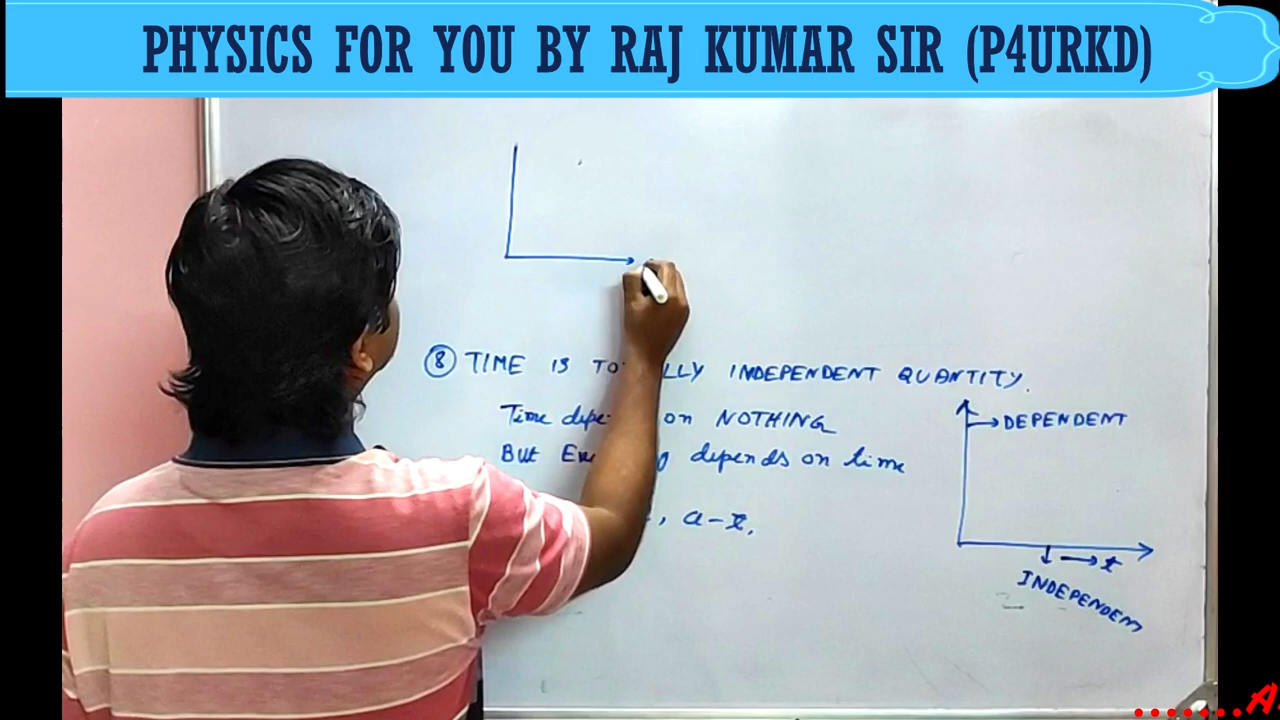 PHYSICS FOR YOU BY RAJ KUMAR SIR (P4URKD)
8 TIME IS TO LLY INDEPENDENT QUANTITY.
Time depe on NOTHING
But Eve g depends on time
, a-t,
DEPENDENT
t
INDEPENDENT
.......A